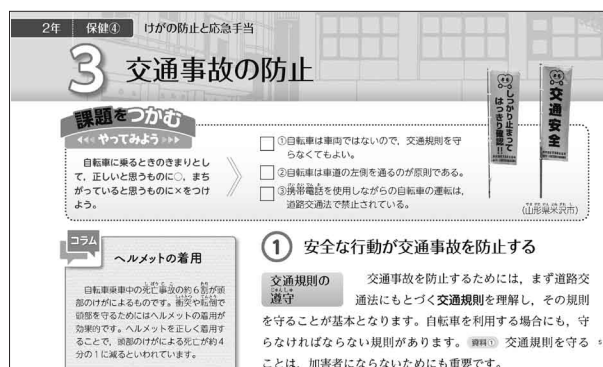 2年 保健④ けがの防止と応急手当
3 交通事故の防止
課題をつかむ
やってみよう
自転車に乗るときのきまりとし
て，正しいと思うものに○，まち
がっていると思うものに×をつけ
よう。
①自転車は車両ではないので，交通規則を守
らなくてもよい。
②自転車は車道の左側を通るのが原則である。
③携帯電話を使用しながらの自転車の運転は，
道路交通法で禁止されている。
しっかり止まって
はっきり確認!!
交通安全
(山形県米沢市)
コラム
ヘルメットの着用
自転車乗車中の死亡事故の約6割が頭
部のけがによるものです。衝突や転倒で
頭部を守るためにはヘルメットの着用が
効果的です。ヘルメットを正しく着用す
ることで，頭部のけがによる死亡が約4
分の1に減るといわれています。
① 安全な行動が交通事故を防止する
交通規則の
遵守
交通事故を防止するためには，まず道路交
通法にもとづく交通規則を理解し，その規則
を守ることが基本となります。自転車を利用する場合にも，守
らなければならない規則があります。資料① 交通規則を守る 5
ことは，加害者にならないためにも重要です。